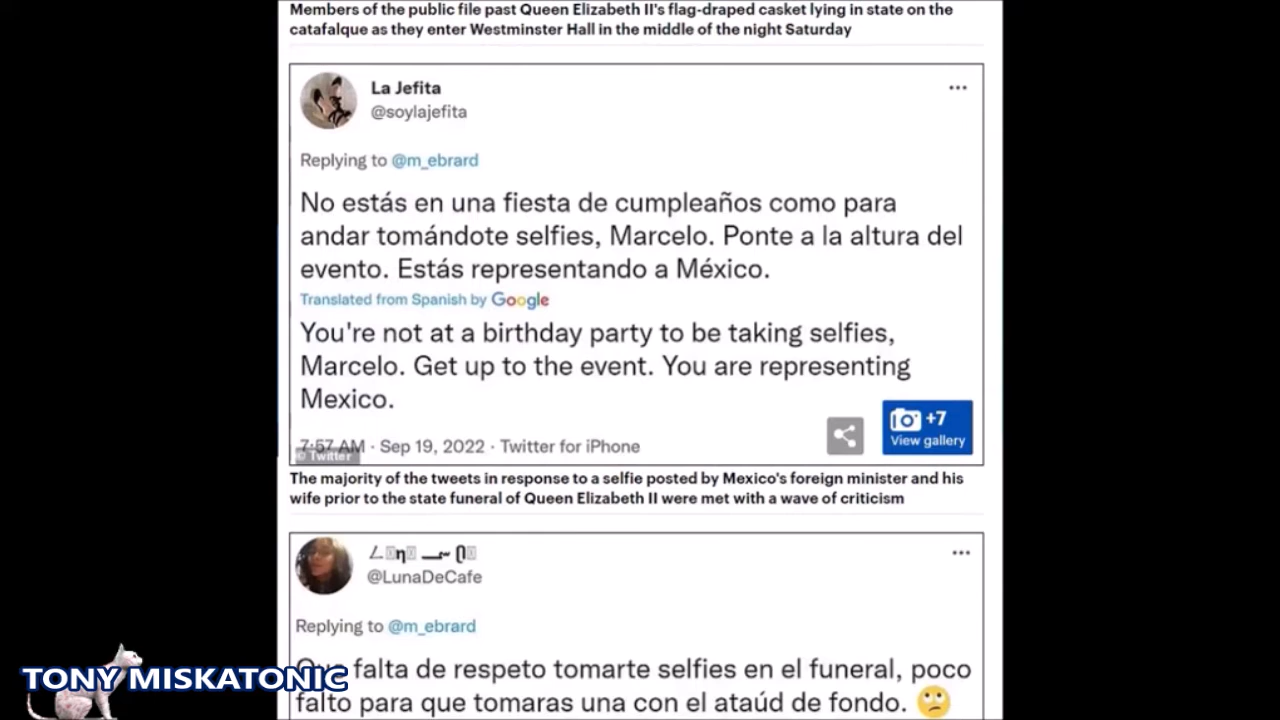 Members of the public file past Queen Elizabeth II's flag-draped casket lying in state on the
catafalque as they enter Westminster Hall in the middle of the night Saturday
La Jefita
@soylajefita
Replying to @m_ebrard
No estás en una fiesta de cumpleaños como para
andar tomándote selfies, Marcelo. Ponte a la altura del
evento. Estás representando a México.
Translated from Spanish by Google
You're not at a birthday party to be taking selfies,
Marcelo. Get up to the event. You are representing
Mexico.
+7
View gallery
7:57 AM · Sep 19, 2022 · Twitter for iPhone
© Twitter
The majority of the tweets in response to a selfie posted by Mexico's foreign minister and his
wife prior to the state funeral of Queen Elizabeth II were met with a wave of criticism
@LunaDeCafe
Replying to @m_ebrard
Que falta de respeto tomarte selfies en el funeral, poco
falto para que tomaras una con el ataúd de fondo. 🙄
TONY MISKATONIC